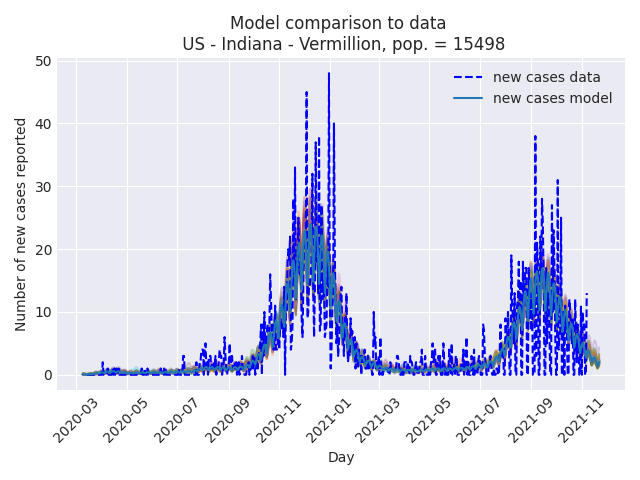 Model comparison to data
US - Indiana - Vermillion, pop. = 15498
new cases data
new cases model
Number of new cases reported
50
40
30
20
10
0
2020-03
2020-05
2020-07
2020-09
2020-11
2021-01
2021-03
2021-05
2021-07
2021-09
2021-11
Day